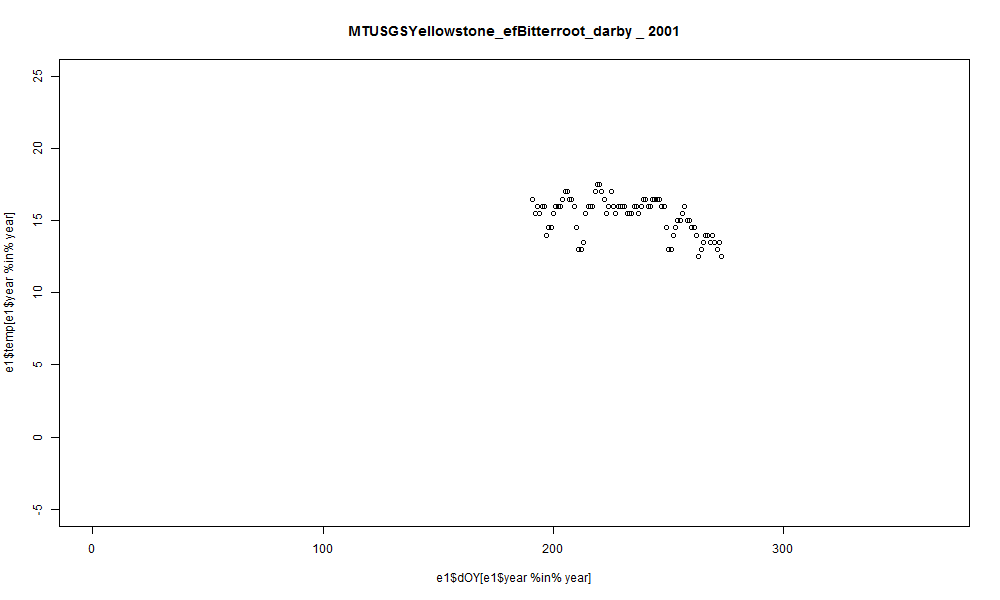 MTUSGSYellowstone_efBitterroot_darby _ 2001
e1$temp[e1$year %in% year]
25
20
15
10
5
0
-5
0 100 200 300
e1$dOY[e1$year %in% year]